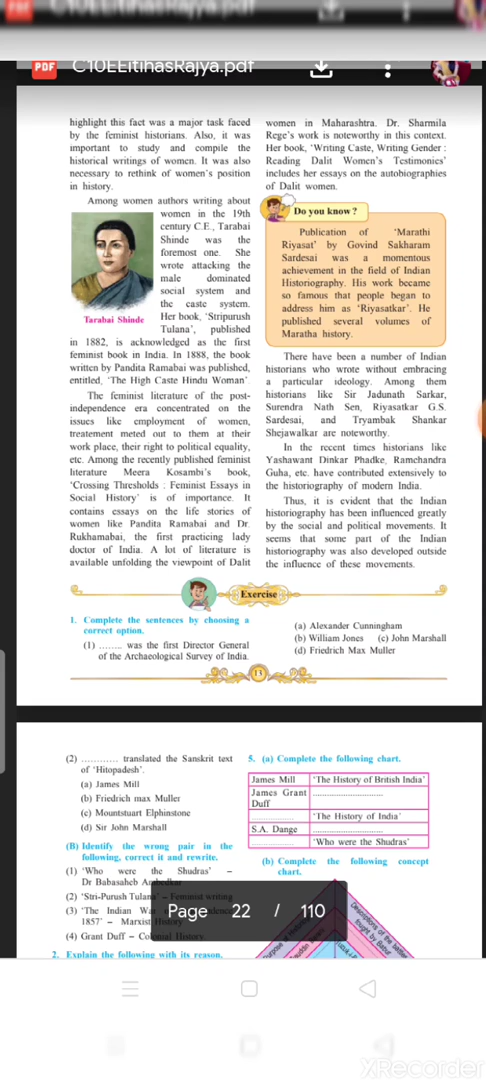 PDF
C10EEitihasRajya.pdf
PDF C10EEitihasRajya.pdf
highlight this fact was a major task faced
by the feminist historians. Also, it was
important to study and compile the
historical writings of women. It was also
necessary to rethink of women's position
in history.
Among women authors writing about
women in the 19th
century C.E., Tarabai
Shinde was the
foremost one. She
wrote attacking the
male dominated
social system and
the caste system.
Tarabai Shinde
Her book, 'Stripurush
Tulana', published
in 1882, is acknowledged as the first
feminist book in India. In 1888, the book
written by Pandita Ramabai was published,
entitled, 'The High Caste Hindu Woman'.
The feminist literature of the post-
independence era concentrated on the
issues like employment of women,
treatement meted out to them at their
work place, their right to political equality,
etc. Among the recently published feminist
literature Meera Kosambi's book,
'Crossing Thresholds : Feminist Essays in
Social History' is of importance. It
contains essays on the life stories of
women like Pandita Ramabai and Dr.
Rukhamabai, the first practicing lady
doctor of India. A lot of literature is
available unfolding the viewpoint of Dalit
women in Maharashtra. Dr. Sharmila
Rege's work is noteworthy in this context.
Her book, 'Writing Caste, Writing Gender :
Reading Dalit Women's Testimonies'
includes her essays on the autobiographies
of Dalit women.
Do you know ?
Publication of 'Marathi
Riyasat' by Govind Sakharam
Sardesai was a momentous
achievement in the field of Indian
Historiography. His work became
so famous that people began to
address him as 'Riyasatkar'. He
published several volumes of
Maratha history.
There have been a number of Indian
historians who wrote without embracing
a particular ideology. Among them
historians like Sir Jadunath Sarkar,
Surendra Nath Sen, Riyasatkar G.S.
Sardesai, and Tryambak Shankar
Shejawalkar are noteworthy.
In the recent times historians like
Yashawant Dinkar Phadke, Ramchandra
Guha, etc. have contributed extensively to
the historiography of modern India.
Thus, it is evident that the Indian
historiography has been influenced greatly
by the social and political movements. It
seems that some part of the Indian
historiography was also developed outside
the influence of these movements.
Exercise
1. Complete the sentences by choosing a
correct option.
(1) ........ was the first Director General
of the Archaeological Survey of India.
(a) Alexander Cunningham
(b) William Jones (c) John Marshall
(d) Friedrich Max Muller
13
(2) ............ translated the Sanskrit text
of 'Hitopadesh'.
(a) James Mill
(b) Friedrich max Muller
(c) Mountstuart Elphinstone
(d) Sir John Marshall
(B) Identify the wrong pair in the
following, correct it and rewrite.
(1) 'Who were the Shudras' –
Dr Babasaheb Ambedkar
(2) 'Stri-Purush Tulana' – Feminist writing
(3) 'The Indian War
1857' – Marxist History
(4) Grant Duff – Colonial History
2. Explain the following with its reason.
5. (a) Complete the following chart.
James Mill 'The History of British India'
James Grant ..............................
Duff
.................. 'The History of India'
S.A. Dange ..............................
.................. 'Who were the Shudras'
(b) Complete the following concept
chart.
Descriptions of the battles
fought by Babur
Page 22 / 110
XRecorder